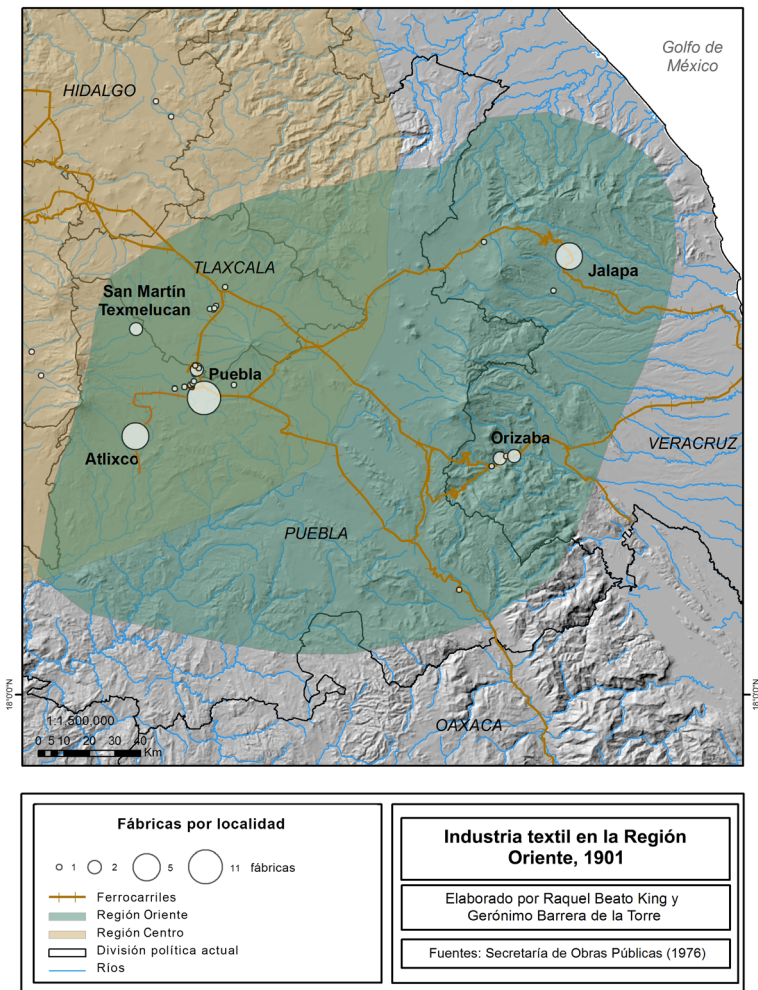 Golfo de
México
HIDALGO
TLAXCALA
San Martín
Texmelucan
Jalapa
Puebla
Atlixco
Orizaba
VERACRUZ
PUEBLA
18°0'0"N
18°0'0"N
OAXACA
1:1,500,000
0 5 10 20 30 40
Km
Fábricas por localidad
1 2 5 11 fábricas
Ferrocarriles
Región Oriente
Región Centro
División política actual
Ríos
Industria textil en la Región
Oriente, 1901
Elaborado por Raquel Beato King y
Gerónimo Barrera de la Torre
Fuentes: Secretaría de Obras Públicas (1976)